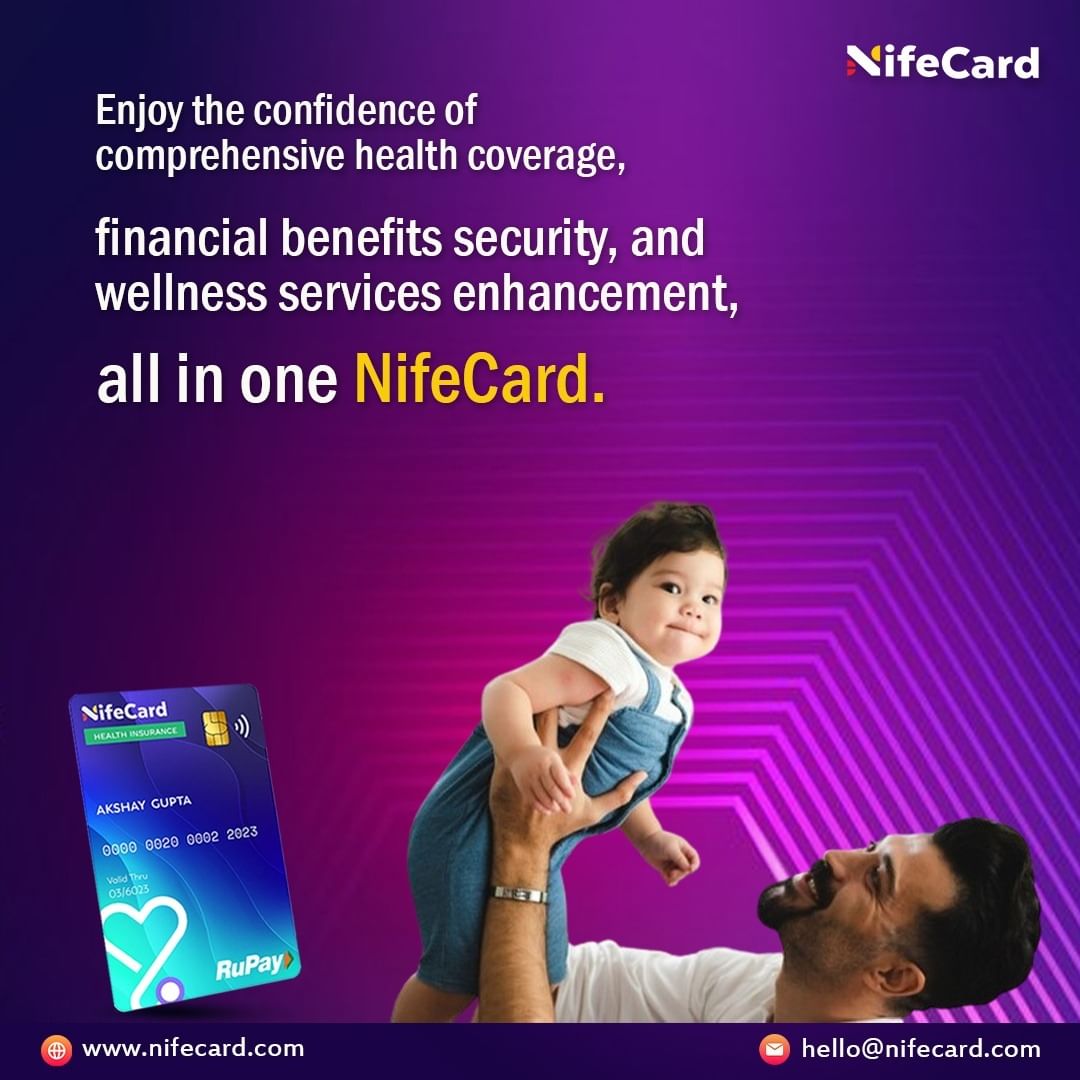 NifeCard
Enjoy the confidence of
comprehensive health coverage,
financial benefits security, and
wellness services enhancement,
all in one NifeCard.
NifeCard
HEALTH INSURANCE
AKSHAY GUPTA
0000 0020 0002 2023
Valid Thru
03/6023
RuPay
www.nifecard.com
hello@nifecard.com